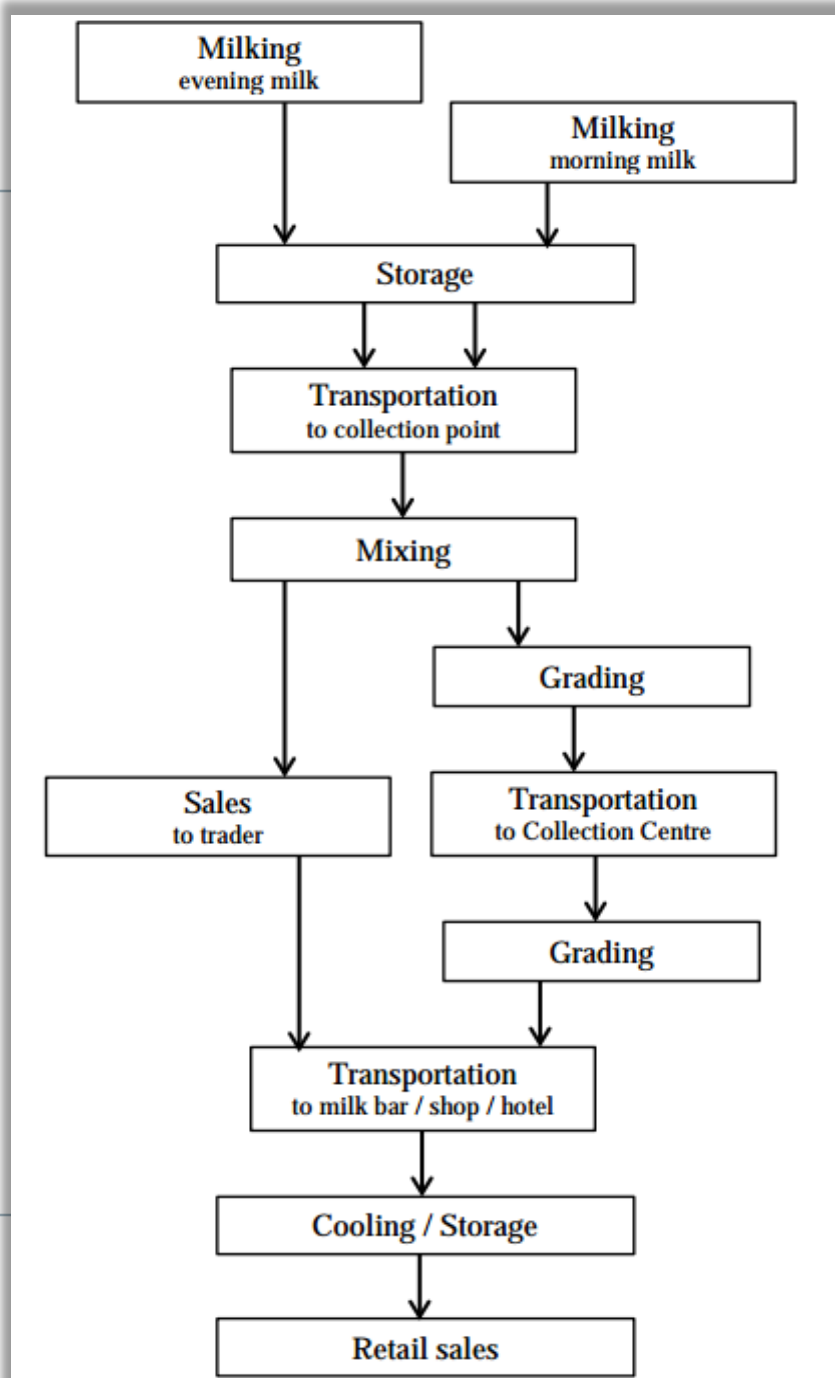 Milking
evening milk
Milking
morning milk
Storage
Transportation
to collection point
Mixing
Grading
Sales
to trader
Transportation
to Collection Centre
Grading
Transportation
to milk bar / shop / hotel
Cooling / Storage
Retail sales